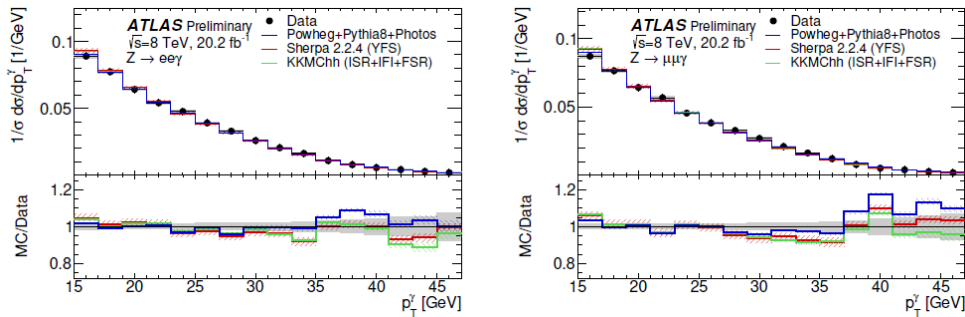 ATLAS Preliminary
√s=8 TeV, 20.2 fb⁻¹
Z → eeγ
Data
Powheg+Pythia8+Photos
Sherpa 2.2.4 (YFS)
KKMChh (ISR+IFI+FSR)
1/σ dσ/dp_T^γ [1/GeV]
0.1
0.05
MC/Data
1.2
1
0.8
15 20 25 30 35 40 45
p_T^γ [GeV]
ATLAS Preliminary
√s=8 TeV, 20.2 fb⁻¹
Z → μμγ
Data
Powheg+Pythia8+Photos
Sherpa 2.2.4 (YFS)
KKMChh (ISR+IFI+FSR)
1/σ dσ/dp_T^γ [1/GeV]
0.1
0.05
MC/Data
1.2
1
0.8
15 20 25 30 35 40 45
p_T^γ [GeV]